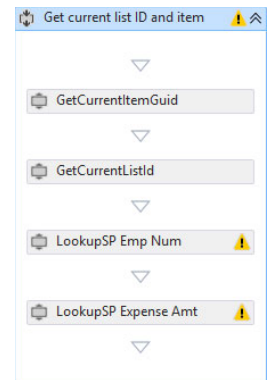 Get current list ID and item
GetCurrentItemGuid
GetCurrentListId
LookupSP Emp Num
LookupSP Expense Amt